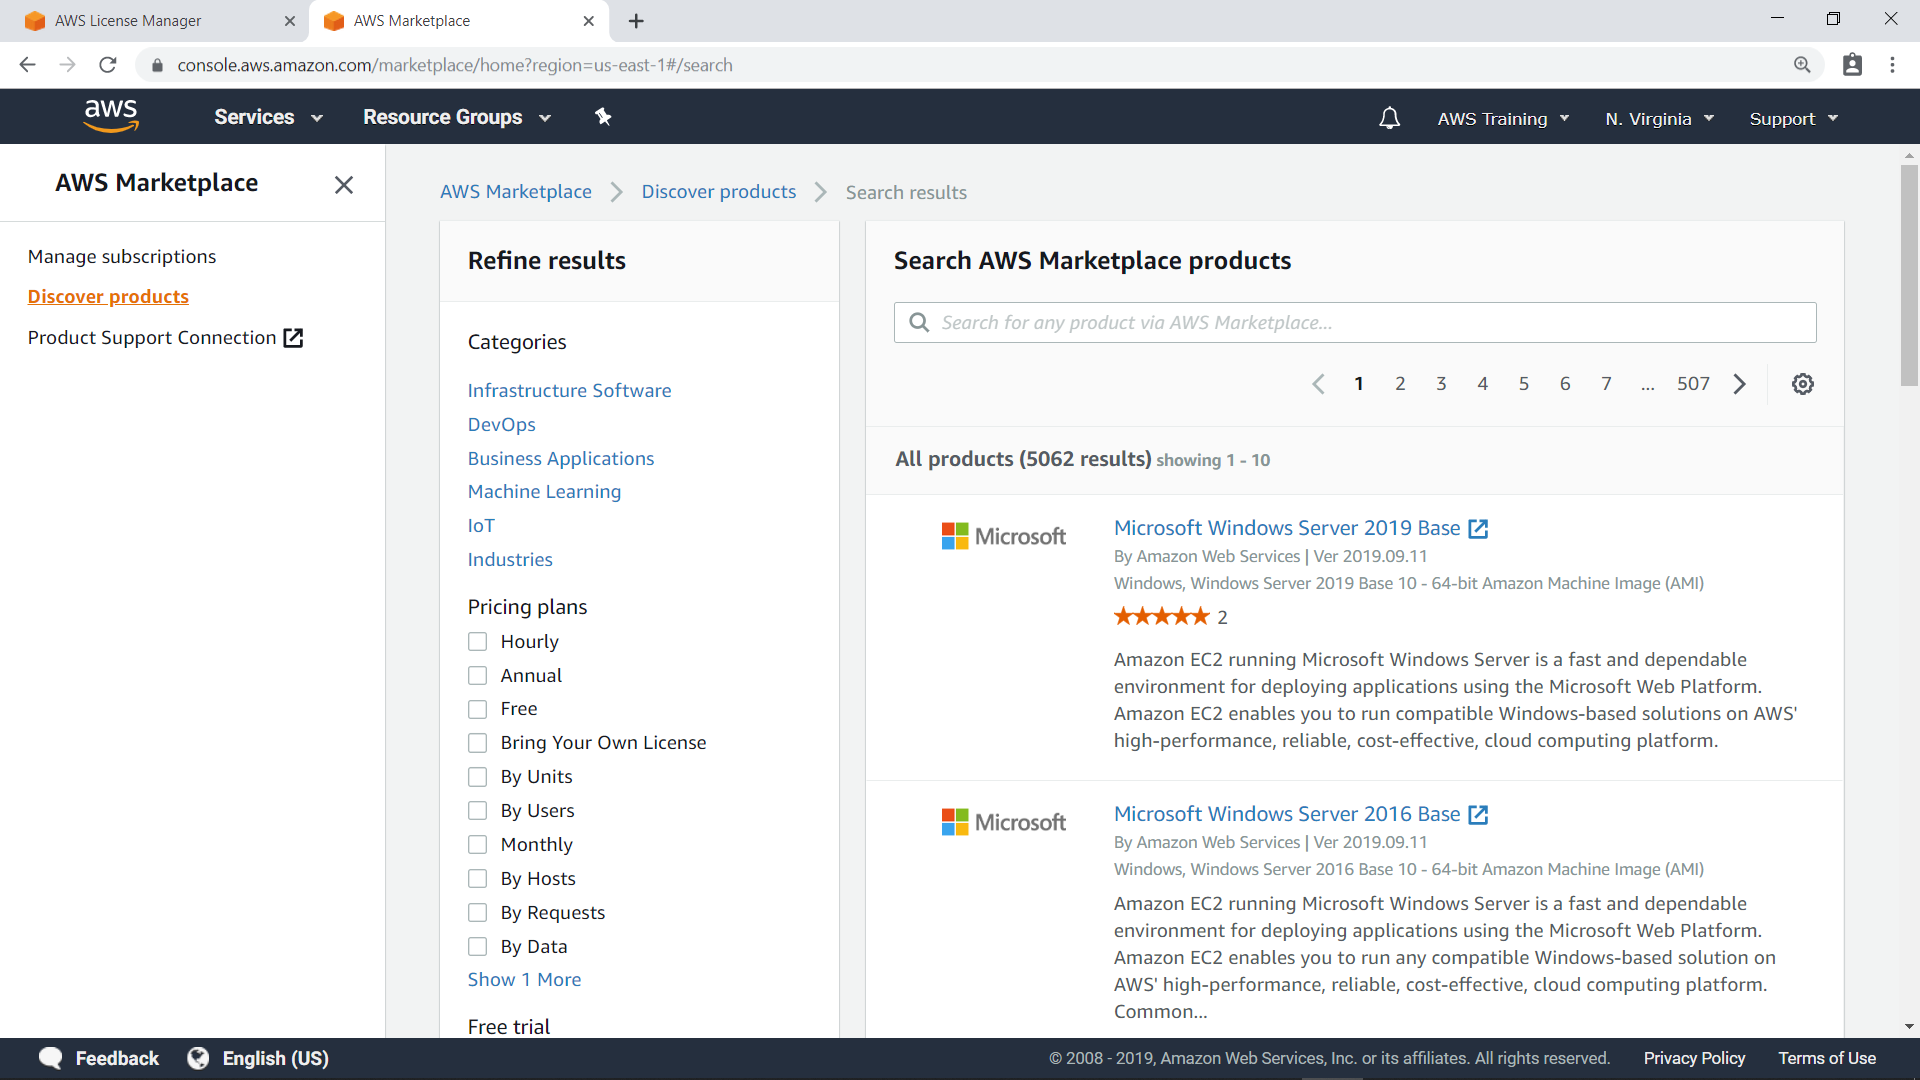 AWS License Manager
AWS Marketplace
console.aws.amazon.com/marketplace/home?region=us-east-1#/search
aws
Services
Resource Groups
AWS Training
N. Virginia
Support
AWS Marketplace
Manage subscriptions
Discover products
Product Support Connection
AWS Marketplace
Discover products
Search results
Refine results
Categories
Infrastructure Software
DevOps
Business Applications
Machine Learning
IoT
Industries
Pricing plans
Hourly
Annual
Free
Bring Your Own License
By Units
By Users
Monthly
By Hosts
By Requests
By Data
Show 1 More
Free trial
Search AWS Marketplace products
Search for any product via AWS Marketplace...
1 2 3 4 5 6 7 ... 507
All products (5062 results) showing 1 - 10
Microsoft
Microsoft Windows Server 2019 Base
By Amazon Web Services | Ver 2019.09.11
Windows, Windows Server 2019 Base 10 - 64-bit Amazon Machine Image (AMI)
2
Amazon EC2 running Microsoft Windows Server is a fast and dependable
environment for deploying applications using the Microsoft Web Platform.
Amazon EC2 enables you to run compatible Windows-based solutions on AWS'
high-performance, reliable, cost-effective, cloud computing platform.
Microsoft
Microsoft Windows Server 2016 Base
By Amazon Web Services | Ver 2019.09.11
Windows, Windows Server 2016 Base 10 - 64-bit Amazon Machine Image (AMI)
Amazon EC2 running Microsoft Windows Server is a fast and dependable
environment for deploying applications using the Microsoft Web Platform.
Amazon EC2 enables you to run any compatible Windows-based solution on
AWS' high-performance, reliable, cost-effective, cloud computing platform.
Common...
Feedback
English (US)
© 2008 - 2019, Amazon Web Services, Inc. or its affiliates. All rights reserved.
Privacy Policy
Terms of Use